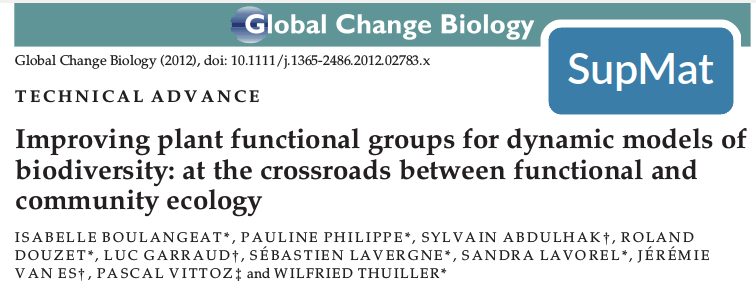 Global Change Biology
Global Change Biology (2012), doi: 10.1111/j.1365-2486.2012.02783.x
SupMat
TECHNICAL ADVANCE
Improving plant functional groups for dynamic models of
biodiversity: at the crossroads between functional and
community ecology
ISABELLE BOULANGEAT*, PAULINE PHILIPPE*, SYLVAIN ABDULHAK†, ROLAND
DOUZET*, LUC GARRAUD†, SÉBASTIEN LAVERGNE*, SANDRA LAVOREL*, JÉRÉMIE
VAN ES†, PASCAL VITTOZ‡ and WILFRIED THUILLER*